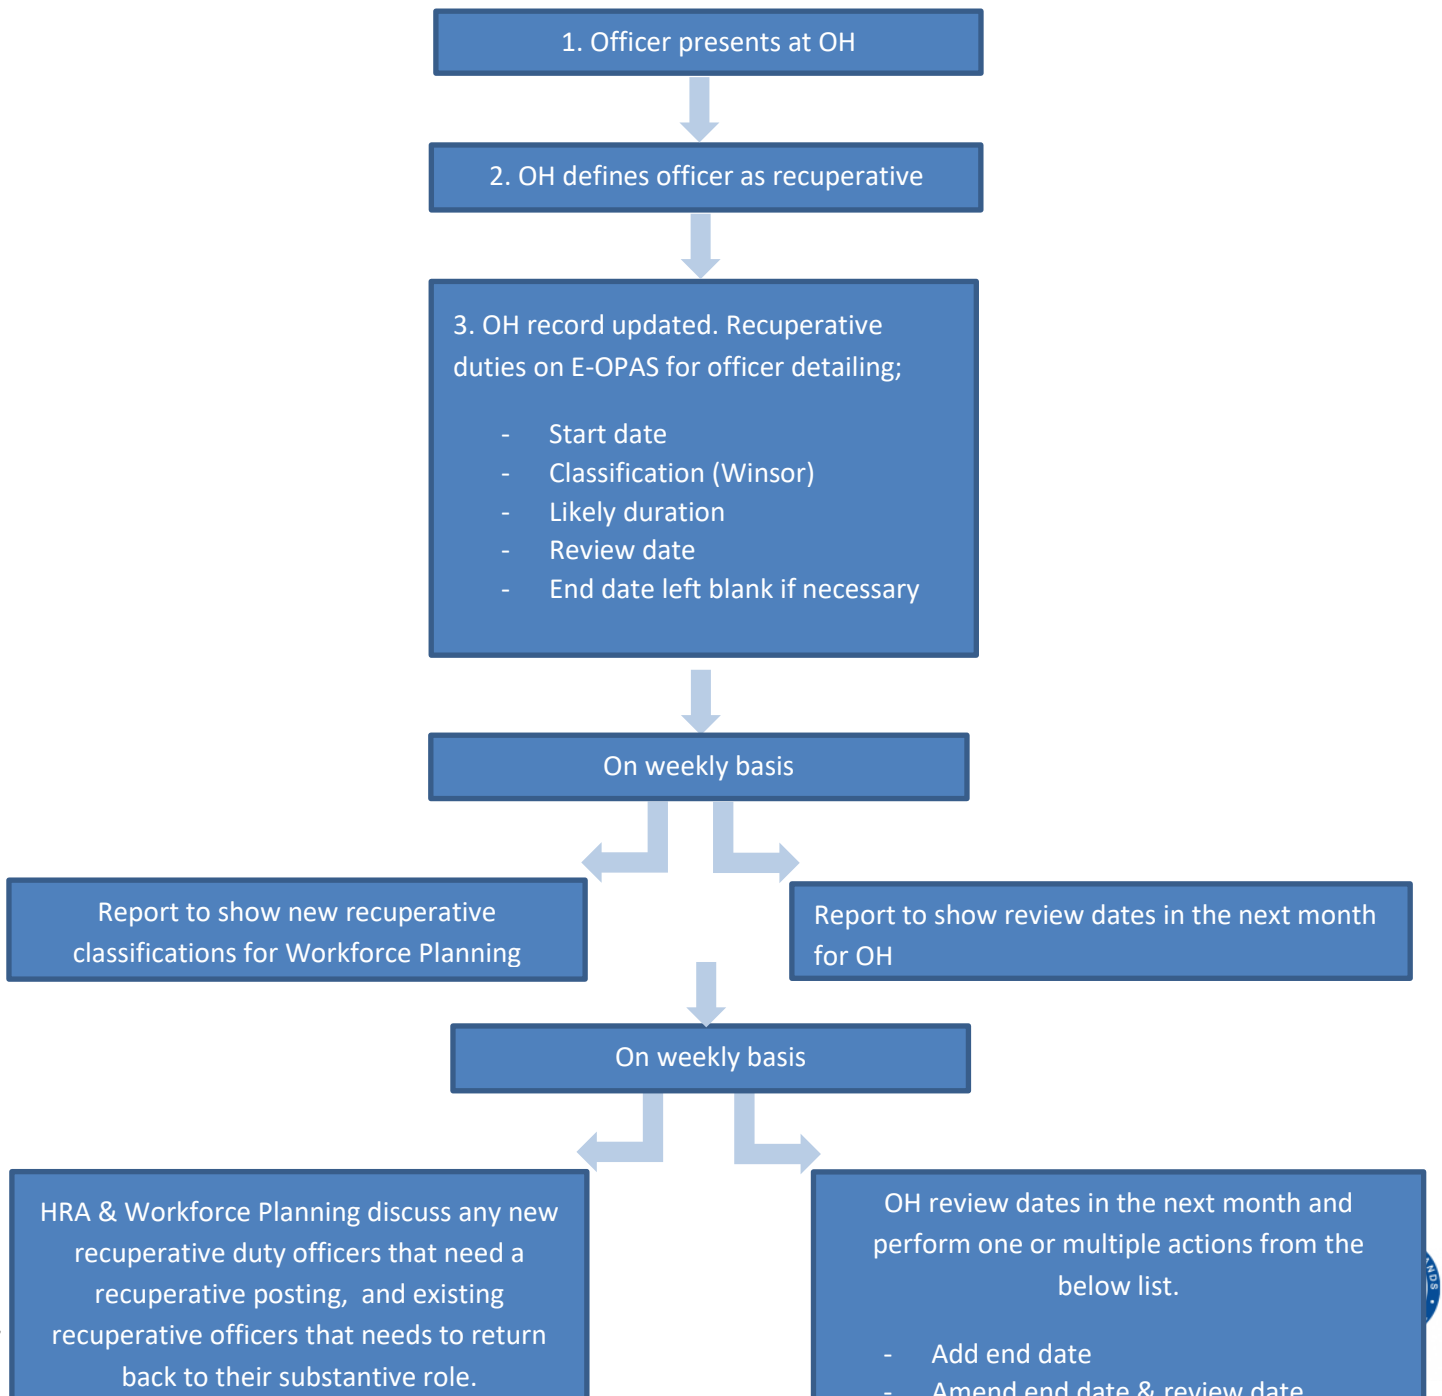 1. Officer presents at OH
2. OH defines officer as recuperative
3. OH record updated. Recuperative
duties on E-OPAS for officer detailing;
- Start date
- Classification (Winsor)
- Likely duration
- Review date
- End date left blank if necessary
On weekly basis
Report to show new recuperative
classifications for Workforce Planning
Report to show review dates in the next month
for OH
On weekly basis
HRA & Workforce Planning discuss any new
recuperative duty officers that need a
recuperative posting, and existing
recuperative officers that needs to return
back to their substantive role.
OH review dates in the next month and
perform one or multiple actions from the
below list.
- Add end date
- Amend end date & review date